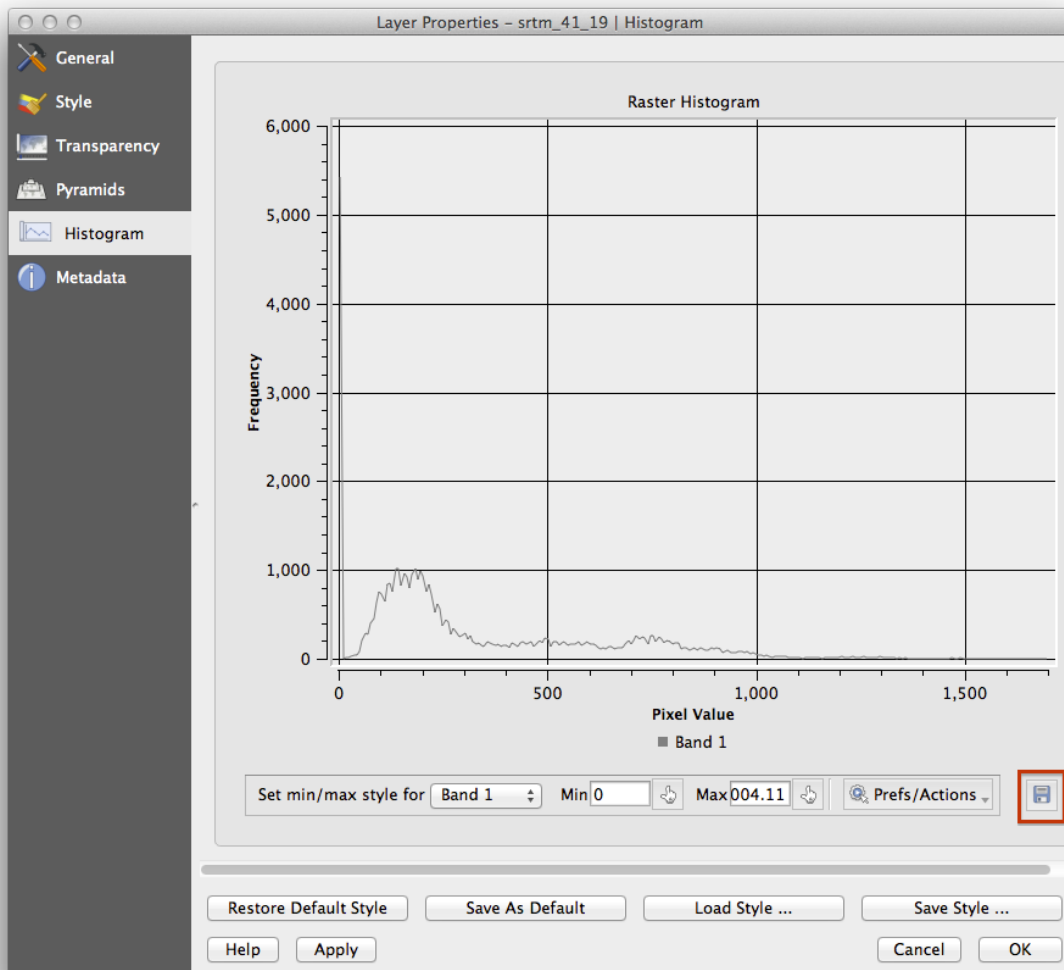 Layer Properties – srtm_41_19 | Histogram
General
Style
Transparency
Pyramids
Histogram
Metadata
Raster Histogram
6,000
5,000
4,000
3,000
2,000
1,000
0
Frequency
0 500 1,000 1,500
Pixel Value
Band 1
Set min/max style for Band 1 Min 0 Max 004.11 Prefs/Actions
Restore Default Style Save As Default Load Style ... Save Style ...
Help Apply Cancel OK